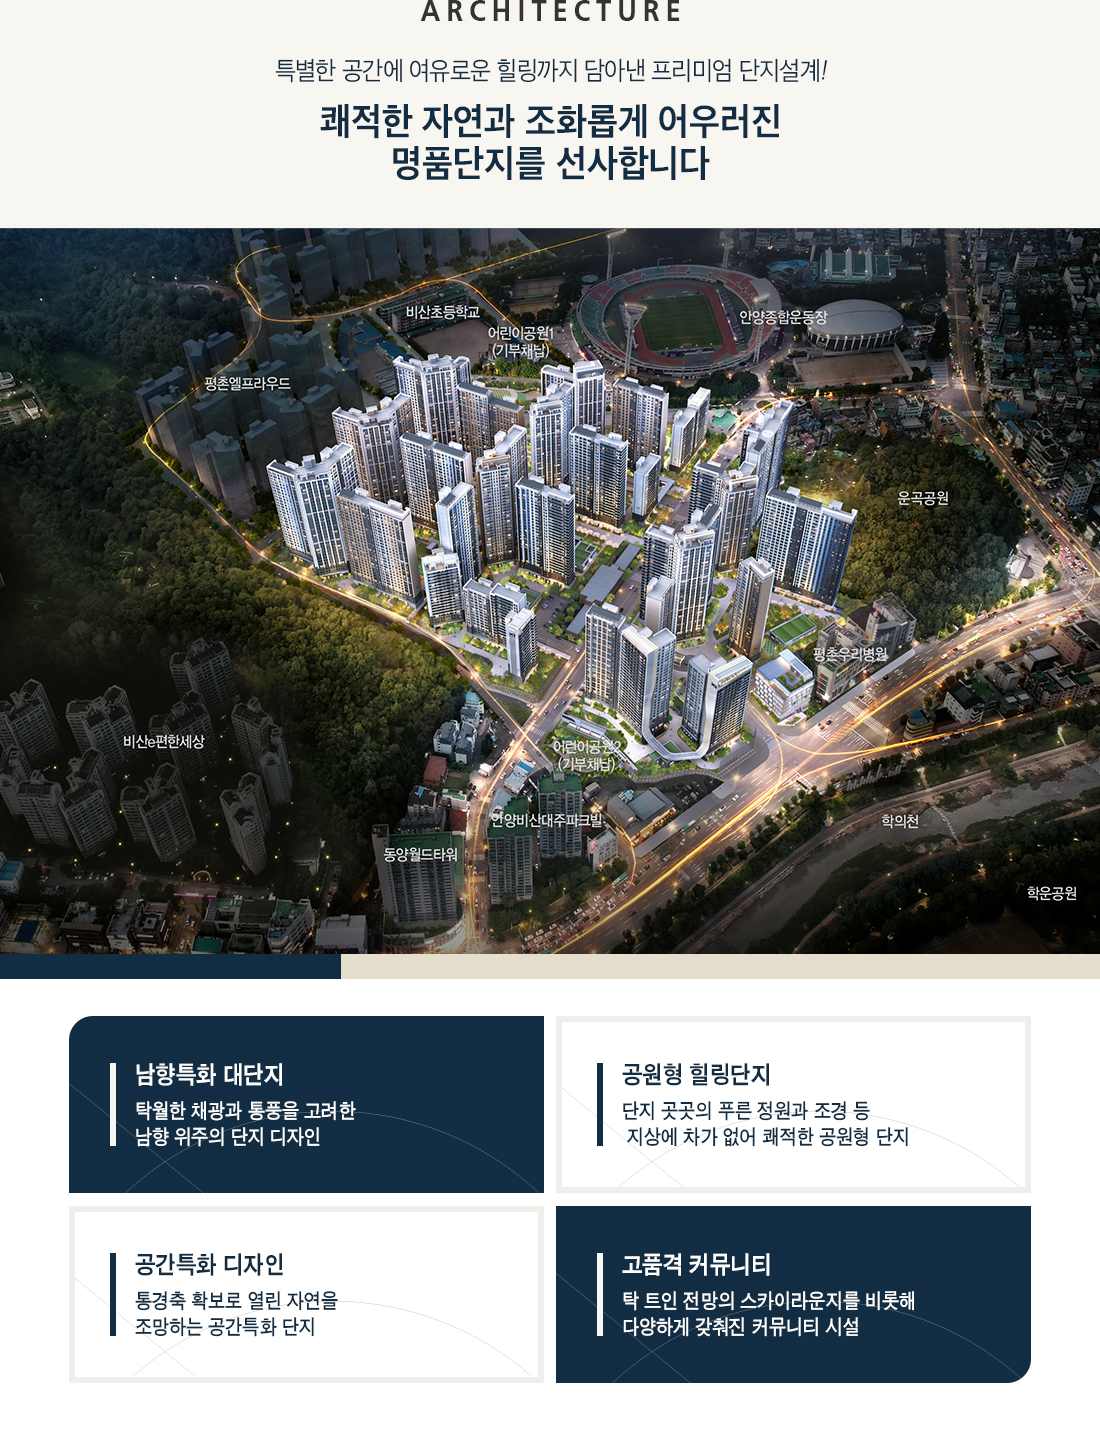 ARCHITECTURE
특별한 공간에 여유로운 힐링까지 담아낸 프리미엄 단지설계!
쾌적한 자연과 조화롭게 어우러진
명품단지를 선사합니다
비산초등학교
어린이공원1
(기부채납)
안양종합운동장
평촌엘프라우드
운곡공원
평촌우리병원
비산e편한세상
어린이공원2
(기부채납)
안양비산대주파크빌
학의천
동양월드타워
학운공원
남향특화 대단지
탁월한 채광과 통풍을 고려한
남향 위주의 단지 디자인
공원형 힐링단지
단지 곳곳의 푸른 정원과 조경 등
지상에 차가 없어 쾌적한 공원형 단지
공간특화 디자인
통경축 확보로 열린 자연을
조망하는 공간특화 단지
고품격 커뮤니티
탁 트인 전망의 스카이라운지를 비롯해
다양하게 갖춰진 커뮤니티 시설